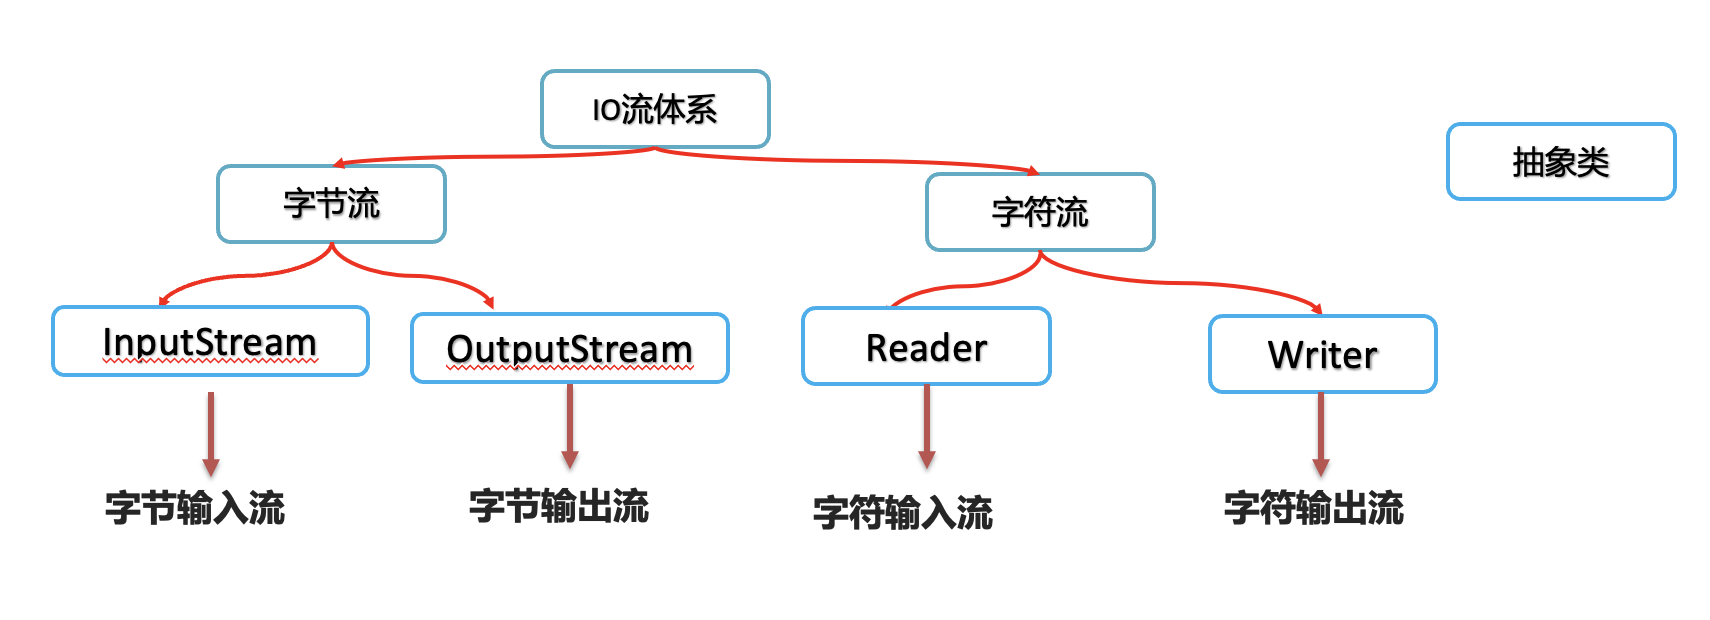 IO流体系
抽象类
字节流
字符流
InputStream
OutputStream
Reader
Writer
字节输入流
字节输出流
字符输入流
字符输出流